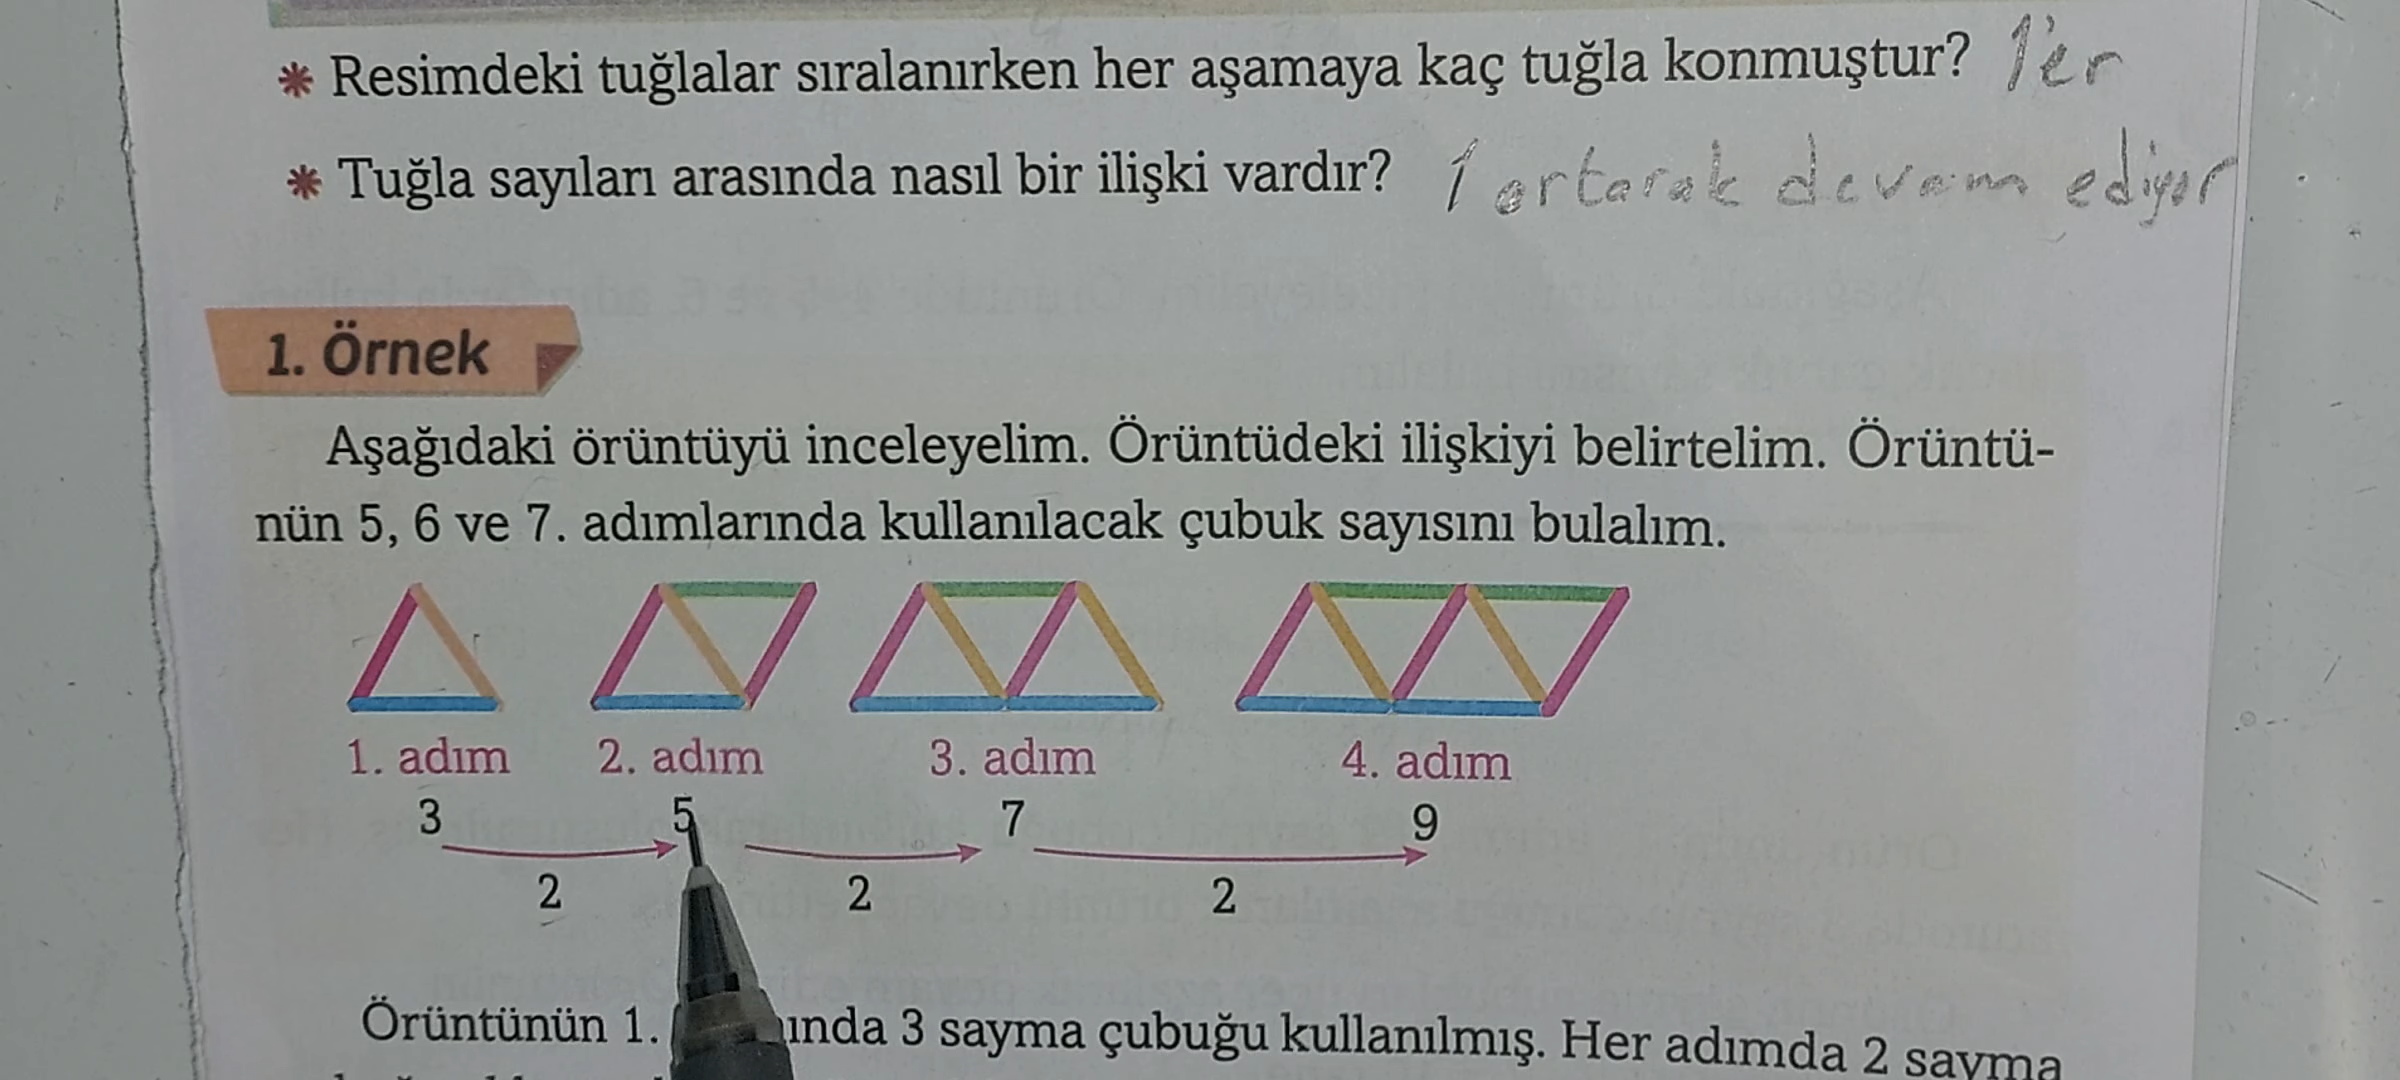 * Resimdeki tuğlalar sıralanırken her aşamaya kaç tuğla konmuştur? 1'er
* Tuğla sayıları arasında nasıl bir ilişki vardır? 1 artarak devam ediyor
1. Örnek
Aşağıdaki örüntüyü inceleyelim. Örüntüdeki ilişkiyi belirtelim. Örüntü-
nün 5, 6 ve 7. adımlarında kullanılacak çubuk sayısını bulalım.
1. adım 2. adım 3. adım 4. adım
3 5 7 9
2 2 2
Örüntünün 1. ında 3 sayma çubuğu kullanılmış. Her adımda 2 sayma